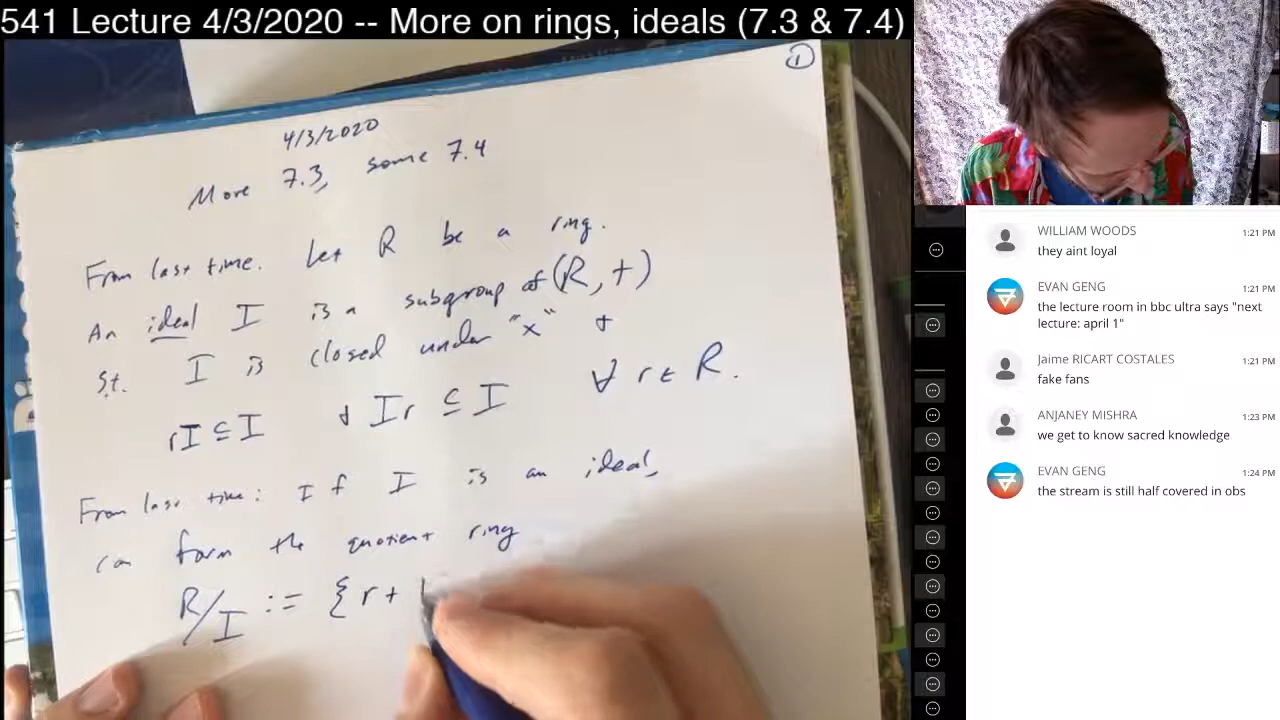 541 Lecture 4/3/2020 -- More on rings, ideals (7.3 & 7.4)
①
4/3/2020
More 7.3, some 7.4
From last time. Let R be a ring.
An ideal I is a subgroup of (R, +)
s.t. I is closed under "x" +
rI ⊆ I & Ir ⊆ I ∀ r ∈ R.
From last time: If I is an ideal,
can form the quotient ring
R/I := { r +
WILLIAM WOODS 1:21 PM
they aint loyal
EVAN GENG 1:21 PM
the lecture room in bbc ultra says "next
lecture: april 1"
Jaime RICART COSTALES 1:21 PM
fake fans
ANJANEY MISHRA 1:23 PM
we get to know sacred knowledge
EVAN GENG 1:24 PM
the stream is still half covered in obs